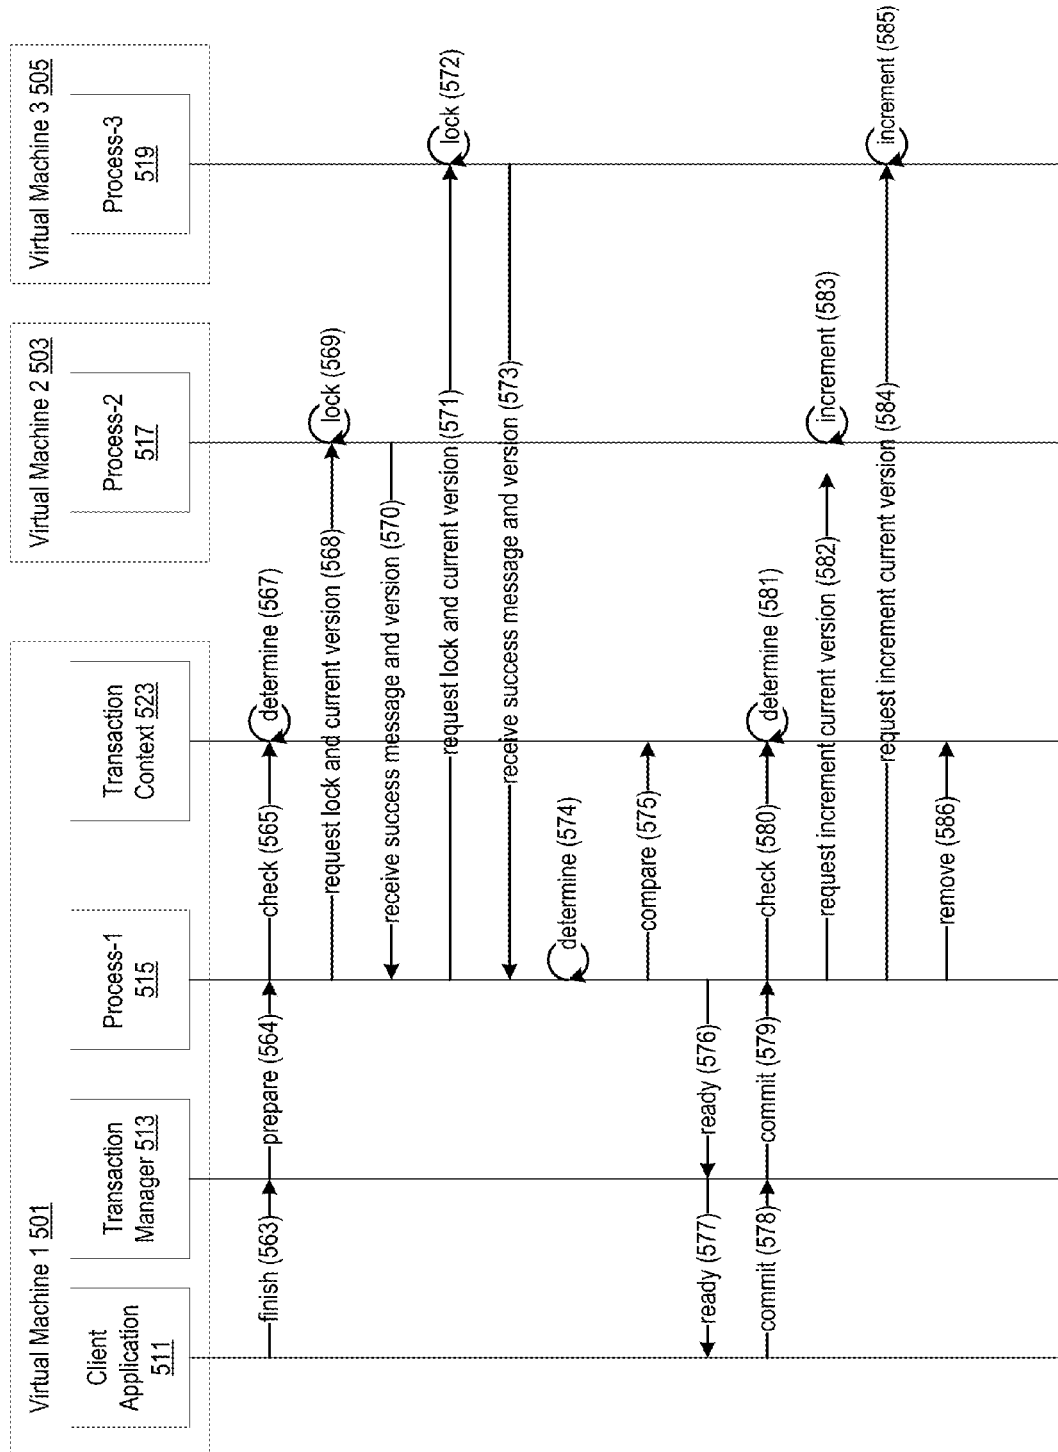 Virtual Machine 1 501
Client
Application
511
Transaction
Manager 513
Process-1
515
Transaction
Context 523
Virtual Machine 2 503
Process-2
517
Virtual Machine 3 505
Process-3
519
finish (563)
prepare (564)
check (565)
determine (567)
request lock and current version (568)
lock (569)
receive success message and version (570)
request lock and current version (571)
lock (572)
receive success message and version (573)
determine (574)
compare (575)
ready (576)
ready (577)
commit (578)
commit (579)
check (580)
determine (581)
request increment current version (582)
increment (583)
request increment current version (584)
increment (585)
remove (586)